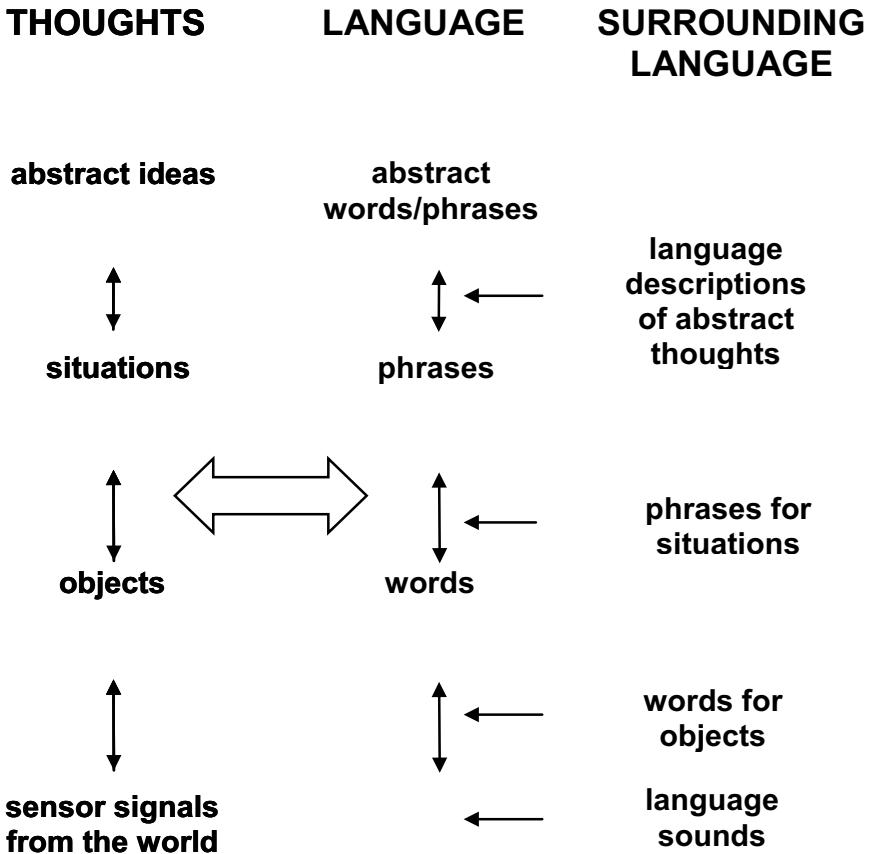 THOUGHTS
LANGUAGE
SURROUNDING
LANGUAGE
abstract ideas
abstract
words/phrases
language
descriptions
of abstract
thoughts
situations
phrases
phrases for
situations
objects
words
words for
objects
sensor signals
from the world
language
sounds